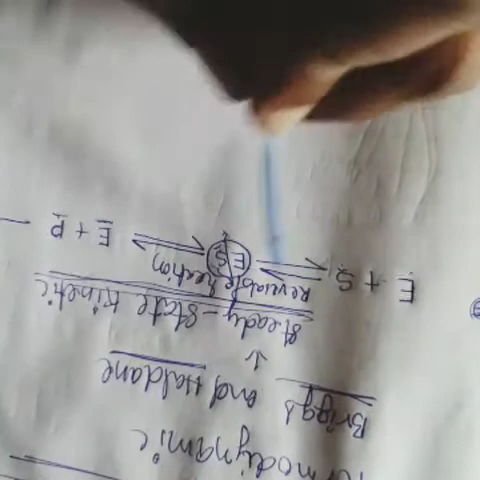 Briggs and Haldane
↓
Steady-State Kinetic
Reversible Reaction
E + S ⇌ ES ⇌ E + P